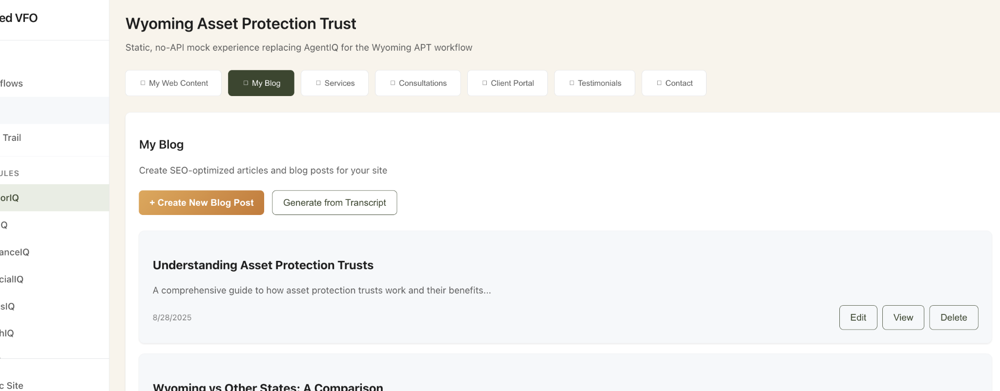 ed VFO
flows
Trail
ULES
orIQ
Q
anceIQ
cialIQ
sIQ
hIQ
c Site
Wyoming Asset Protection Trust
Static, no-API mock experience replacing AgentIQ for the Wyoming APT workflow
My Web Content
My Blog
Services
Consultations
Client Portal
Testimonials
Contact
My Blog
Create SEO-optimized articles and blog posts for your site
+ Create New Blog Post
Generate from Transcript
Understanding Asset Protection Trusts
A comprehensive guide to how asset protection trusts work and their benefits...
8/28/2025
Edit
View
Delete
Wyoming vs Other States: A Comparison